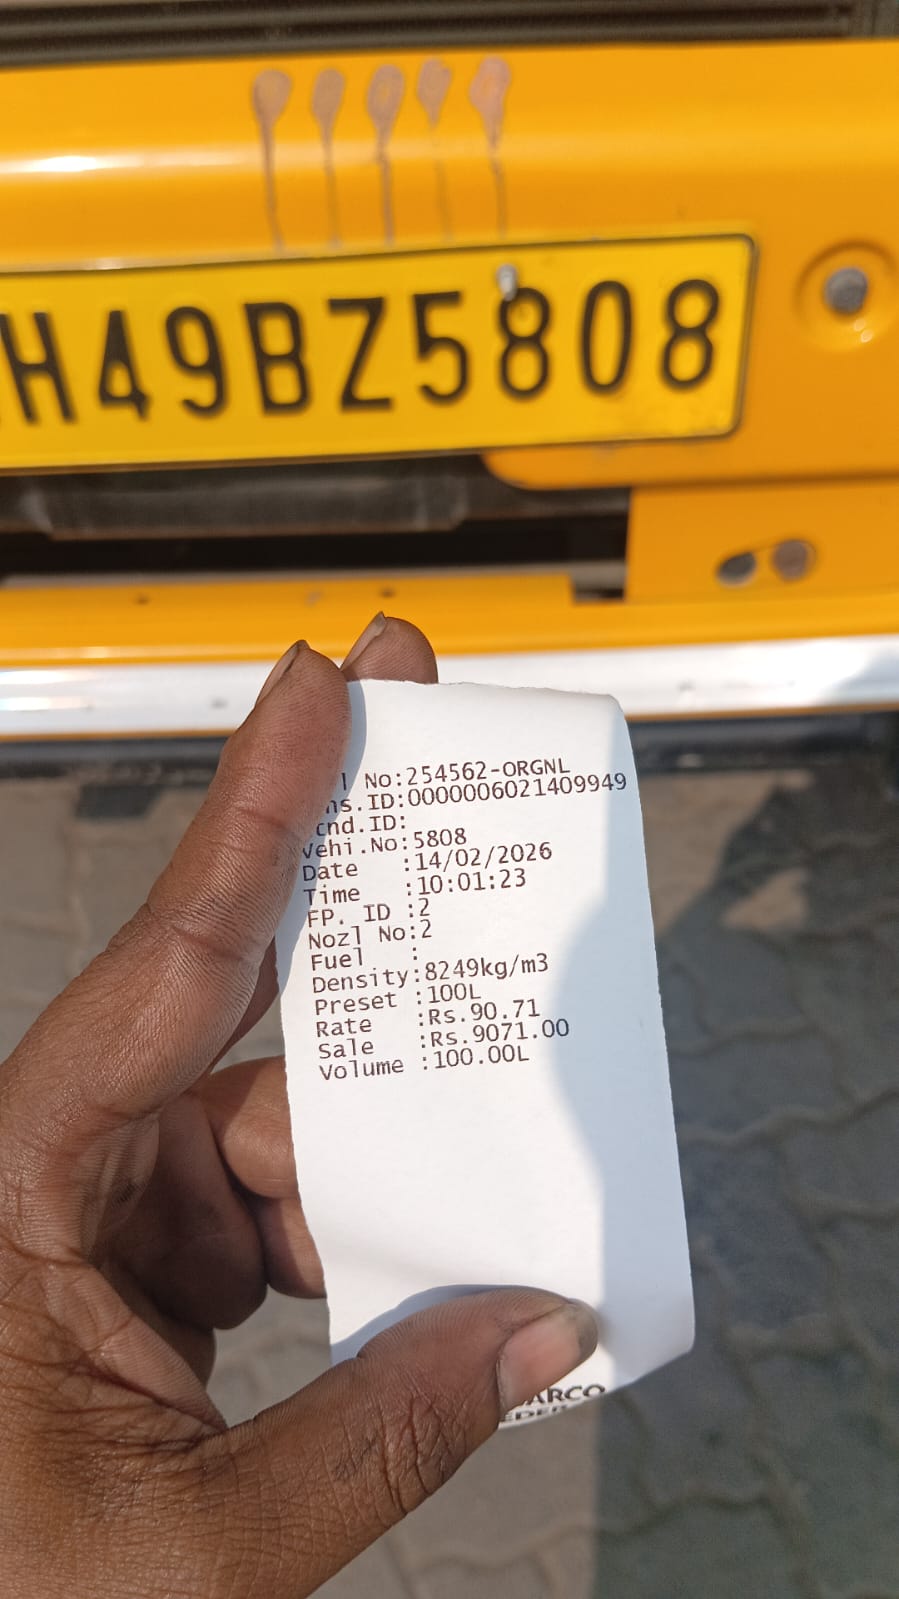 H49BZ5808
No:254562-ORGNL
ns.ID:0000006021409949
cnd.ID:
Vehi.No:5808
Date :14/02/2026
Time :10:01:23
FP. ID :2
Nozl No:2
Fuel :
Density:8249kg/m3
Preset :100L
Rate :Rs.90.71
Sale :Rs.9071.00
Volume :100.00L
ARCO